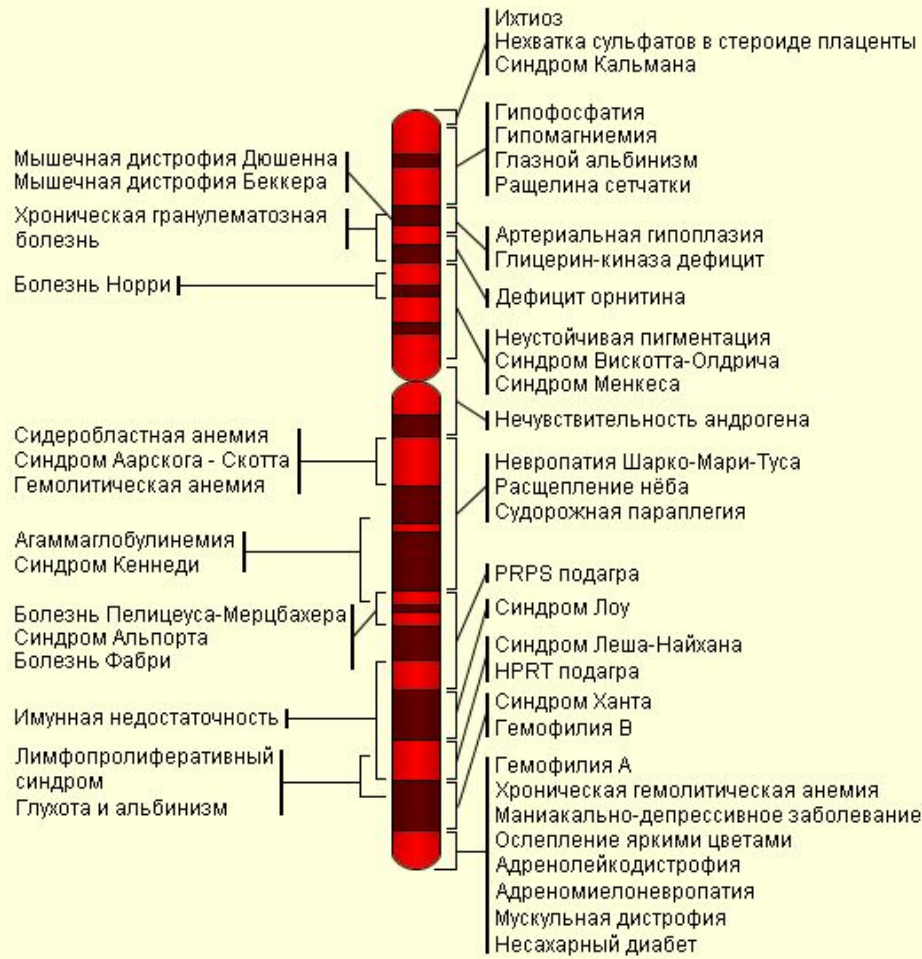 Ихтиоз
Нехватка сульфатов в стероиде плаценты
Синдром Кальмана
Гипофосфатия
Гипомагниемия
Глазной альбинизм
Ращелина сетчатки
Мышечная дистрофия Дюшенна
Мышечная дистрофия Беккера
Хроническая гранулематозная
болезнь
Артериальная гипоплазия
Глицерин-киназа дефицит
Болезнь Норри
Дефицит орнитина
Неустойчивая пигментация
Синдром Вискотта-Олдрича
Синдром Менкеса
Нечувствительность андрогена
Сидеробластная анемия
Синдром Аарскога - Скотта
Гемолитическая анемия
Невропатия Шарко-Мари-Туса
Расщепление нёба
Судорожная параплегия
Агаммаглобулинемия
Синдром Кеннеди
PRPS подагра
Синдром Лоу
Болезнь Пелицеуса-Мерцбахера
Синдром Альпорта
Болезнь Фабри
Синдром Леша-Найхана
HPRT подагра
Имунная недостаточность
Синдром Ханта
Гемофилия В
Лимфопролиферативный
синдром
Глухота и альбинизм
Гемофилия А
Хроническая гемолитическая анемия
Маниакально-депрессивное заболевание
Ослепление яркими цветами
Адренолейкодистрофия
Адреномиелоневропатия
Мускульная дистрофия
Несахарный диабет